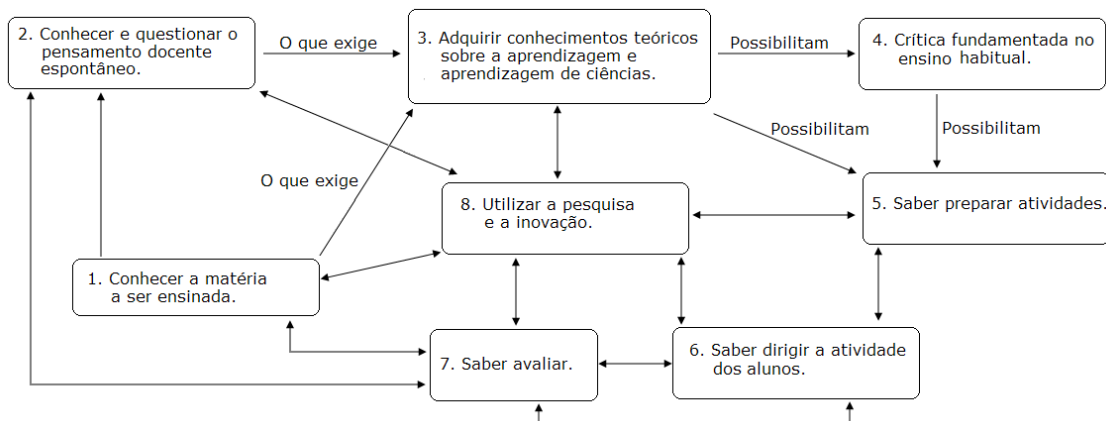 2. Conhecer e questionar o
pensamento docente
espontâneo.
O que exige
3. Adquirir conhecimentos teóricos
sobre a aprendizagem e
aprendizagem de ciências.
Possibilitam
4. Crítica fundamentada no
ensino habitual.
Possibilitam
Possibilitam
O que exige
8. Utilizar a pesquisa
e a inovação.
5. Saber preparar atividades.
1. Conhecer a matéria
a ser ensinada.
7. Saber avaliar.
6. Saber dirigir a atividade
dos alunos.